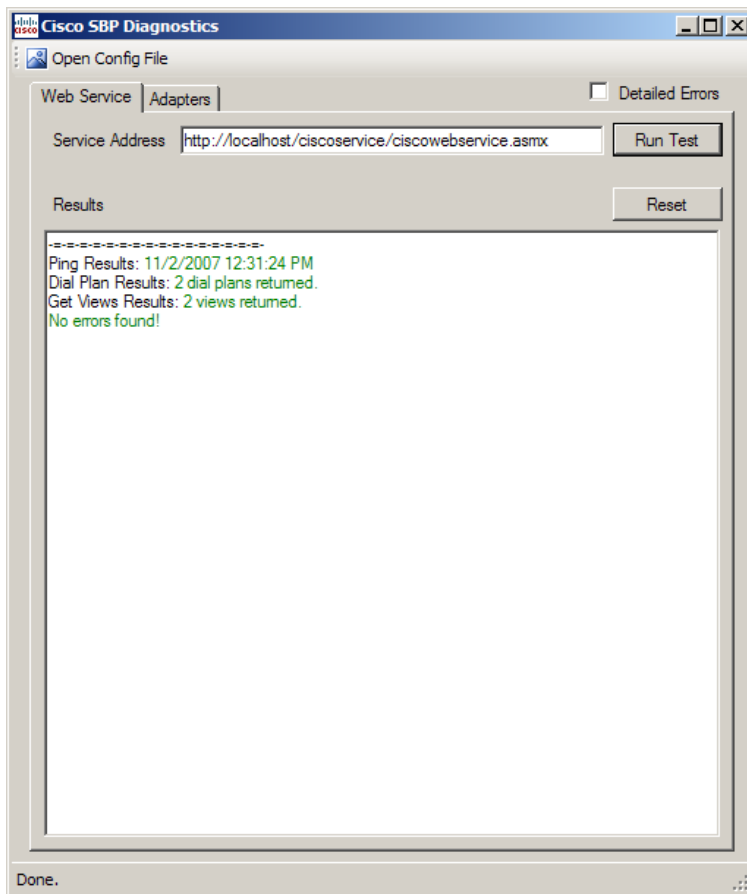 CISCO Cisco SBP Diagnostics
Open Config File
Web Service Adapters Detailed Errors
Service Address http://localhost/ciscoservice/ciscowebservice.asmx Run Test
Results Reset
-=-=-=-=-=-=-=-=-=-=-=-=-=-=-=-=-
Ping Results: 11/2/2007 12:31:24 PM
Dial Plan Results: 2 dial plans returned.
Get Views Results: 2 views returned.
No errors found!
Done.